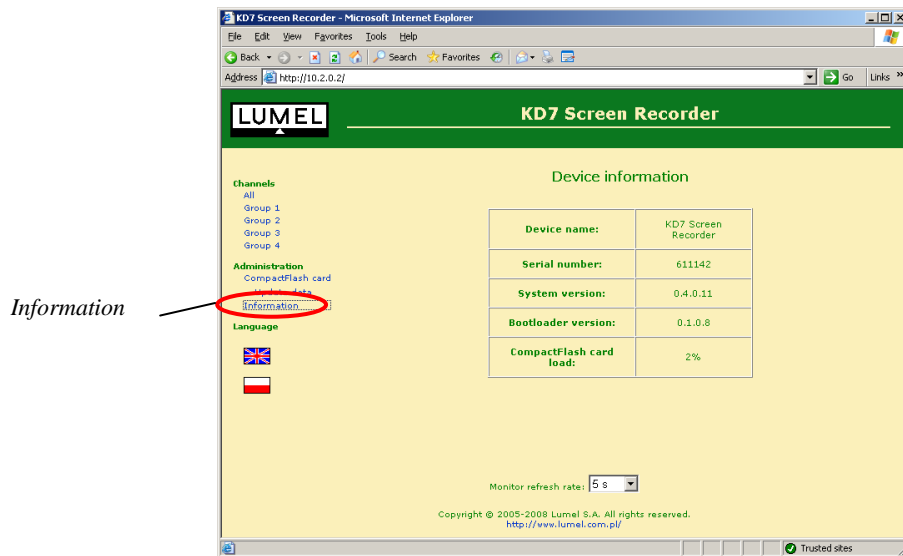 KD7 Screen Recorder - Microsoft Internet Explorer
File Edit View Favorites Tools Help
Back Search Favorites
Address http://10.2.0.2/ Go Links »
LUMEL
KD7 Screen Recorder
Channels
All
Group 1
Group 2
Group 3
Group 4
Administration
CompactFlash card
Update data
Information
Language
Information
Device information
Device name: KD7 Screen
Recorder
Serial number: 611142
System version: 0.4.0.11
Bootloader version: 0.1.0.8
CompactFlash card
load: 2%
Monitor refresh rate: 5 s
Copyright © 2005-2008 Lumel S.A. All rights reserved.
http://www.lumel.com.pl/
Trusted sites